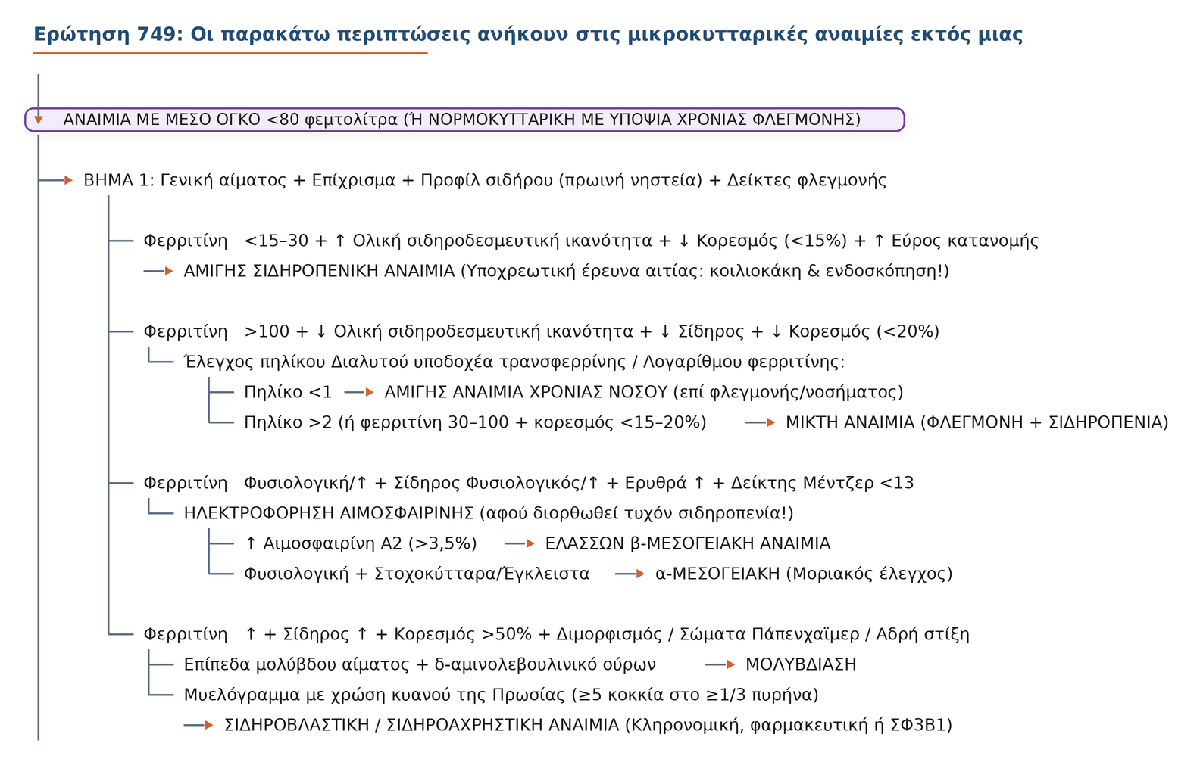 Ερώτηση 749: Οι παρακάτω περιπτώσεις ανήκουν στις μικροκυτταρικές αναιμίες εκτός μιας
ΑΝΑΙΜΙΑ ΜΕ ΜΕΣΟ ΟΓΚΟ <80 φεμτολίτρα (Ή ΝΟΡΜΟΚΥΤΤΑΡΙΚΗ ΜΕ ΥΠΟΨΙΑ ΧΡΟΝΙΑΣ ΦΛΕΓΜΟΝΗΣ)
ΒΗΜΑ 1: Γενική αίματος + Επίχρισμα + Προφίλ σιδήρου (πρωινή νηστεία) + Δείκτες φλεγμονής
Φερριτίνη <15–30 + ↑ Ολική σιδηροδεσμευτική ικανότητα + ↓ Κορεσμός (<15%) + ↑ Εύρος κατανομής
ΑΜΙΓΗΣ ΣΙΔΗΡΟΠΕΝΙΚΗ ΑΝΑΙΜΙΑ (Υποχρεωτική έρευνα αιτίας: κοιλιοκάκη & ενδοσκόπηση!)
Φερριτίνη >100 + ↓ Ολική σιδηροδεσμευτική ικανότητα + ↓ Σίδηρος + ↓ Κορεσμός (<20%)
Έλεγχος πηλίκου Διαλυτού υποδοχέα τρανσφερρίνης / Λογαρίθμου φερριτίνης:
Πηλίκο <1 ΑΜΙΓΗΣ ΑΝΑΙΜΙΑ ΧΡΟΝΙΑΣ ΝΟΣΟΥ (επί φλεγμονής/νοσήματος)
Πηλίκο >2 (ή φερριτίνη 30–100 + κορεσμός <15–20%) ΜΙΚΤΗ ΑΝΑΙΜΙΑ (ΦΛΕΓΜΟΝΗ + ΣΙΔΗΡΟΠΕΝΙΑ)
Φερριτίνη Φυσιολογική/↑ + Σίδηρος Φυσιολογικός/↑ + Ερυθρά ↑ + Δείκτης Μέντζερ <13
ΗΛΕΚΤΡΟΦΟΡΗΣΗ ΑΙΜΟΣΦΑΙΡΙΝΗΣ (αφού διορθωθεί τυχόν σιδηροπενία!)
↑ Αιμοσφαιρίνη Α2 (>3,5%) ΕΛΑΣΣΩΝ β-ΜΕΣΟΓΕΙΑΚΗ ΑΝΑΙΜΙΑ
Φυσιολογική + Στοχοκύτταρα/Έγκλειστα α-ΜΕΣΟΓΕΙΑΚΗ (Μοριακός έλεγχος)
Φερριτίνη ↑ + Σίδηρος ↑ + Κορεσμός >50% + Διμορφισμός / Σώματα Πάπενχαϊμερ / Αδρή στίξη
Επίπεδα μολύβδου αίματος + δ-αμινολεβουλινικό ούρων ΜΟΛΥΒΔΙΑΣΗ
Μυελόγραμμα με χρώση κυανού της Πρωσίας (≥5 κοκκία στο ≥1/3 πυρήνα)
ΣΙΔΗΡΟΒΛΑΣΤΙΚΗ / ΣΙΔΗΡΟΑΧΡΗΣΤΙΚΗ ΑΝΑΙΜΙΑ (Κληρονομική, φαρμακευτική ή ΣΦ3Β1)